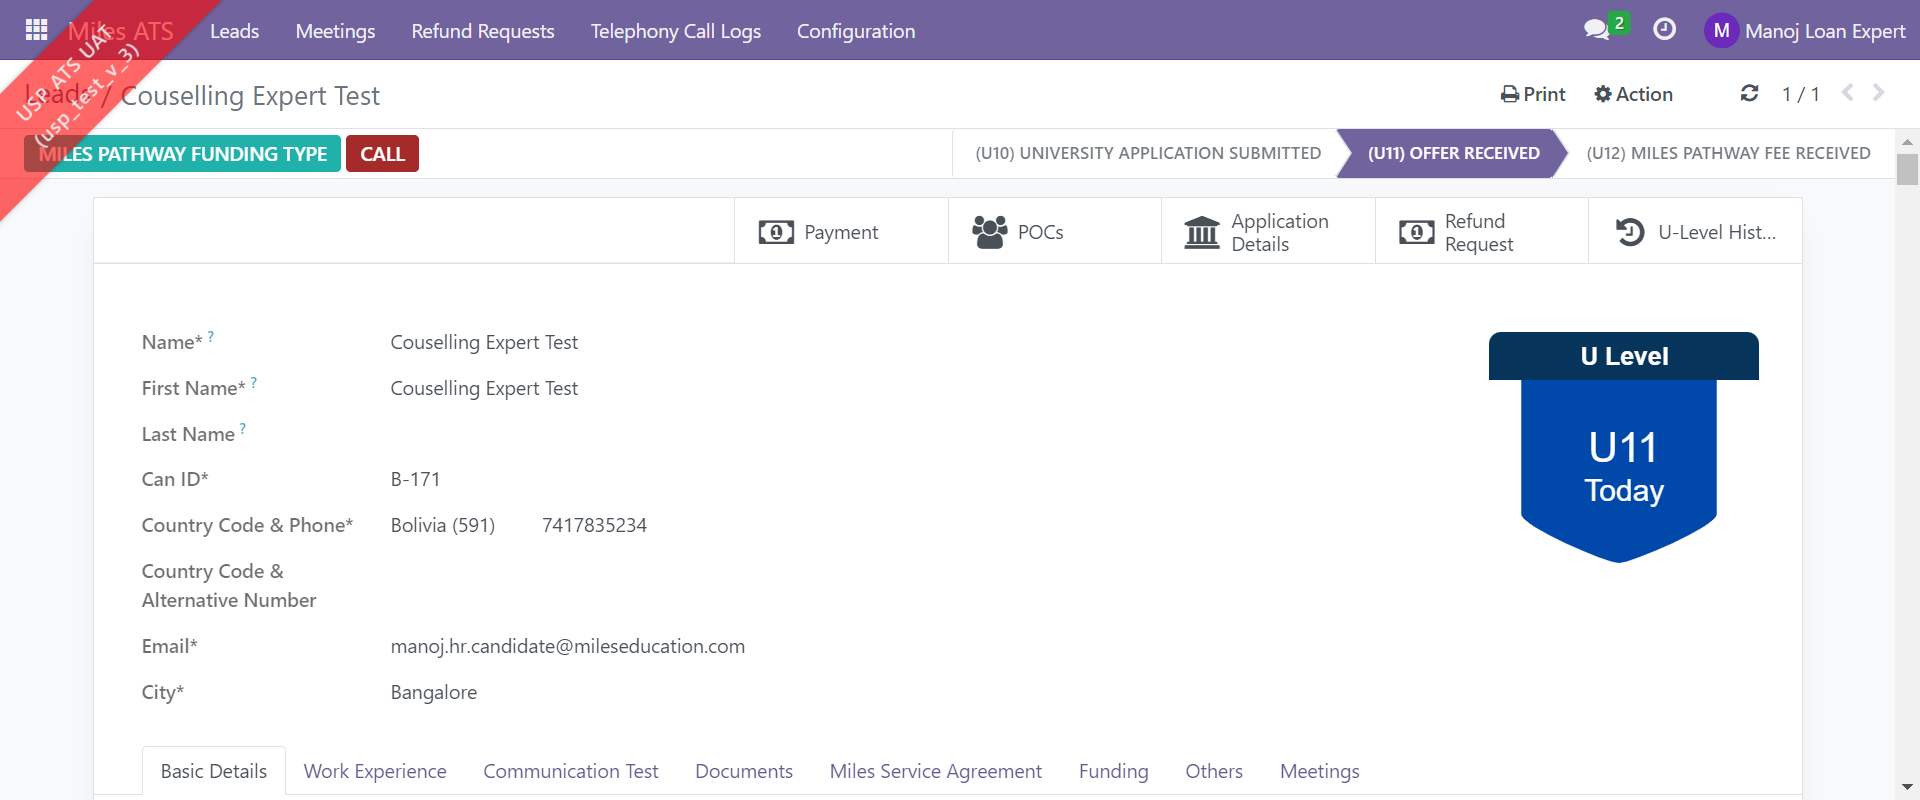 Miles ATS Leads Meetings Refund Requests Telephony Call Logs Configuration 2 M Manoj Loan Expert
USP ATS UAT
(usp_test_v_3)
Leads / Couselling Expert Test Print Action 1 / 1
MILES PATHWAY FUNDING TYPE CALL (U10) UNIVERSITY APPLICATION SUBMITTED (U11) OFFER RECEIVED (U12) MILES PATHWAY FEE RECEIVED
Payment POCs Application Details Refund Request U-Level Hist...
Name* ? Couselling Expert Test
First Name* ? Couselling Expert Test
Last Name ?
Can ID* B-171
Country Code & Phone* Bolivia (591) 7417835234
Country Code &
Alternative Number
Email* manoj.hr.candidate@mileseducation.com
City* Bangalore
U Level
U11
Today
Basic Details Work Experience Communication Test Documents Miles Service Agreement Funding Others Meetings